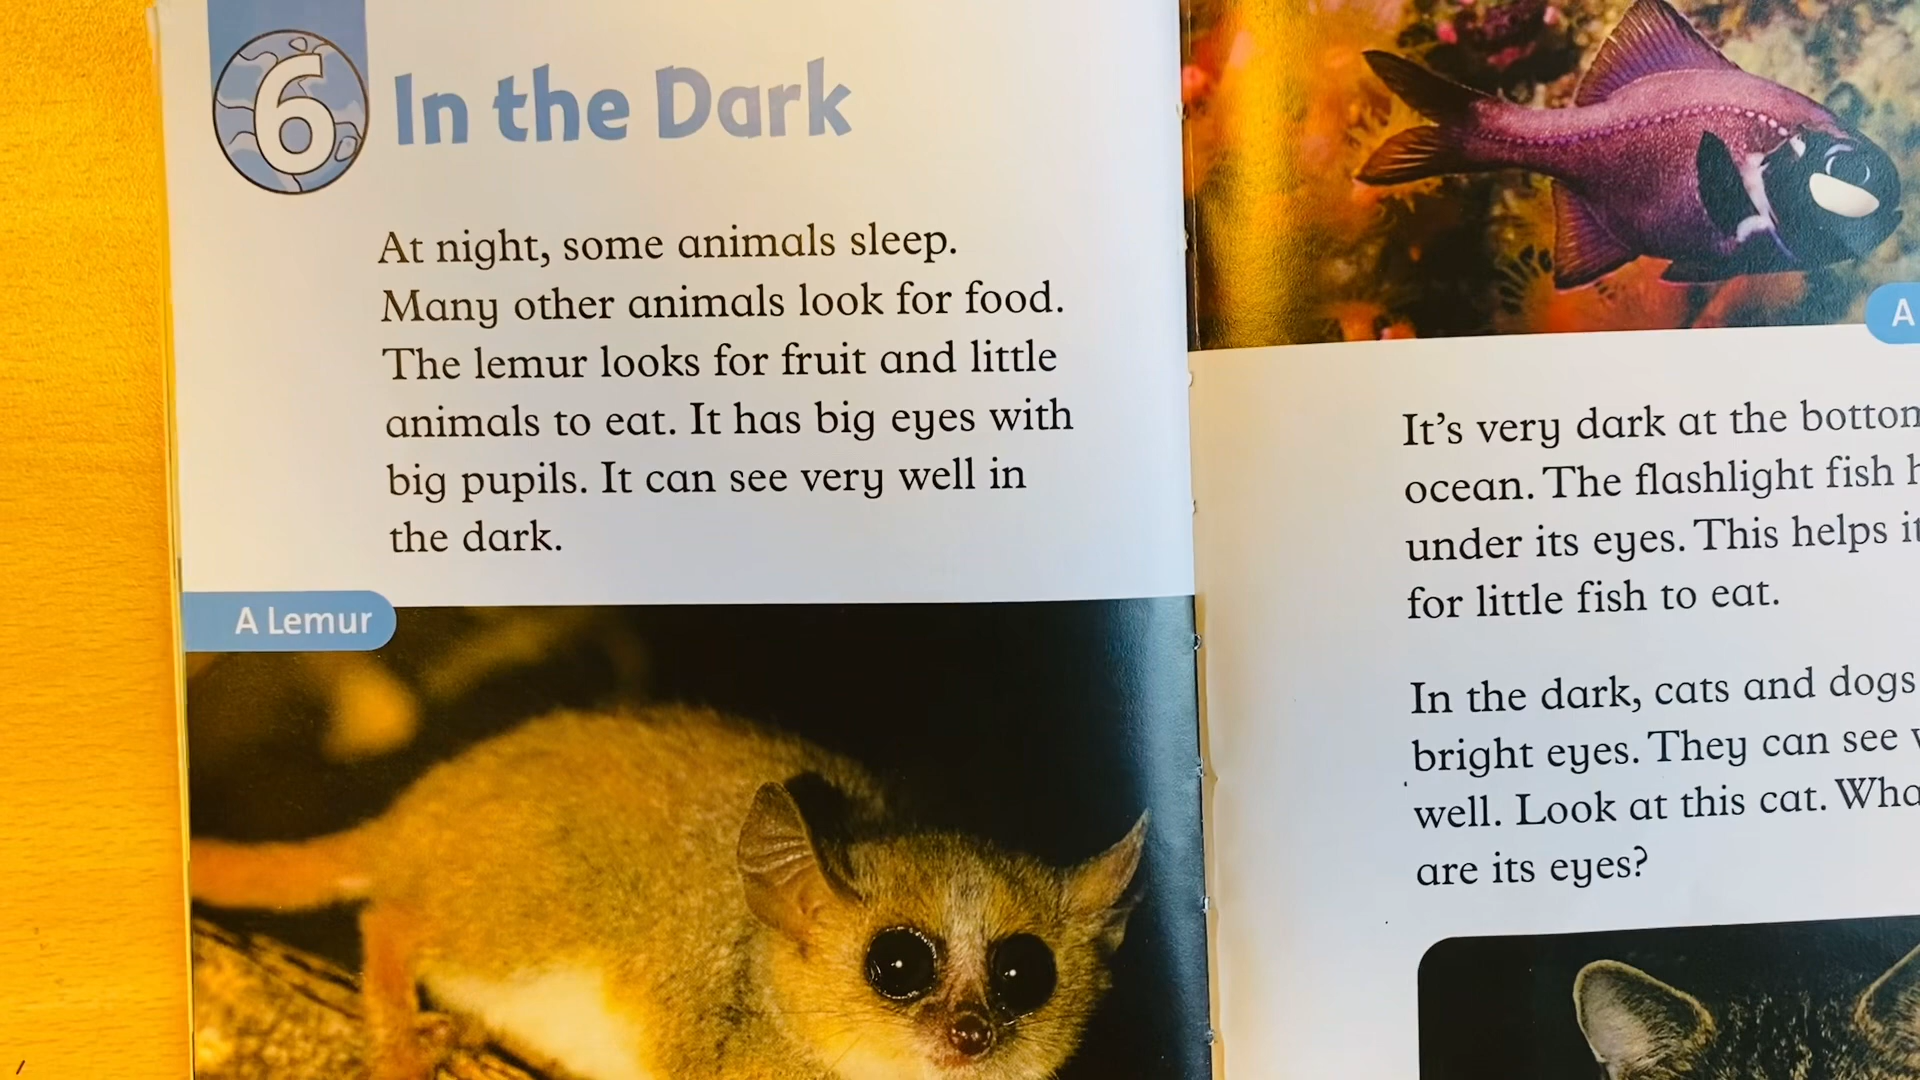 6 In the Dark
At night, some animals sleep.
Many other animals look for food.
The lemur looks for fruit and little
animals to eat. It has big eyes with
big pupils. It can see very well in
the dark.
A Lemur
A
It's very dark at the bottom
ocean. The flashlight fish
under its eyes. This helps it
for little fish to eat.
In the dark, cats and dogs
bright eyes. They can see
well. Look at this cat.
are its eyes?